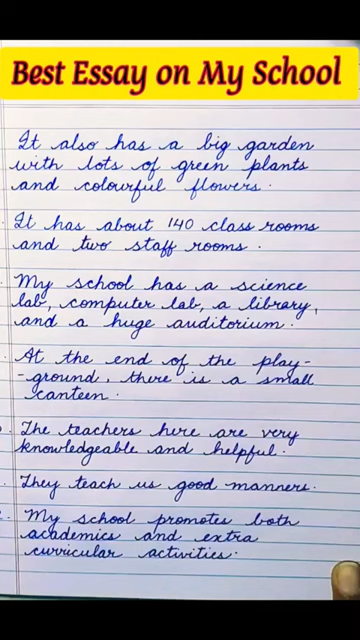 Best Essay on My School
It also has a big garden
with lots of green plants
and colourful flowers.
It has about 140 class rooms
and two staff rooms.
My school has a science
lab, computer lab, a library,
and a huge auditorium.
At the end of the play-
-ground, there is a small
canteen.
The teachers here are very
knowledgeable and helpful.
They teach us good manners.
My school promotes both
academics and extra
curricular activities.